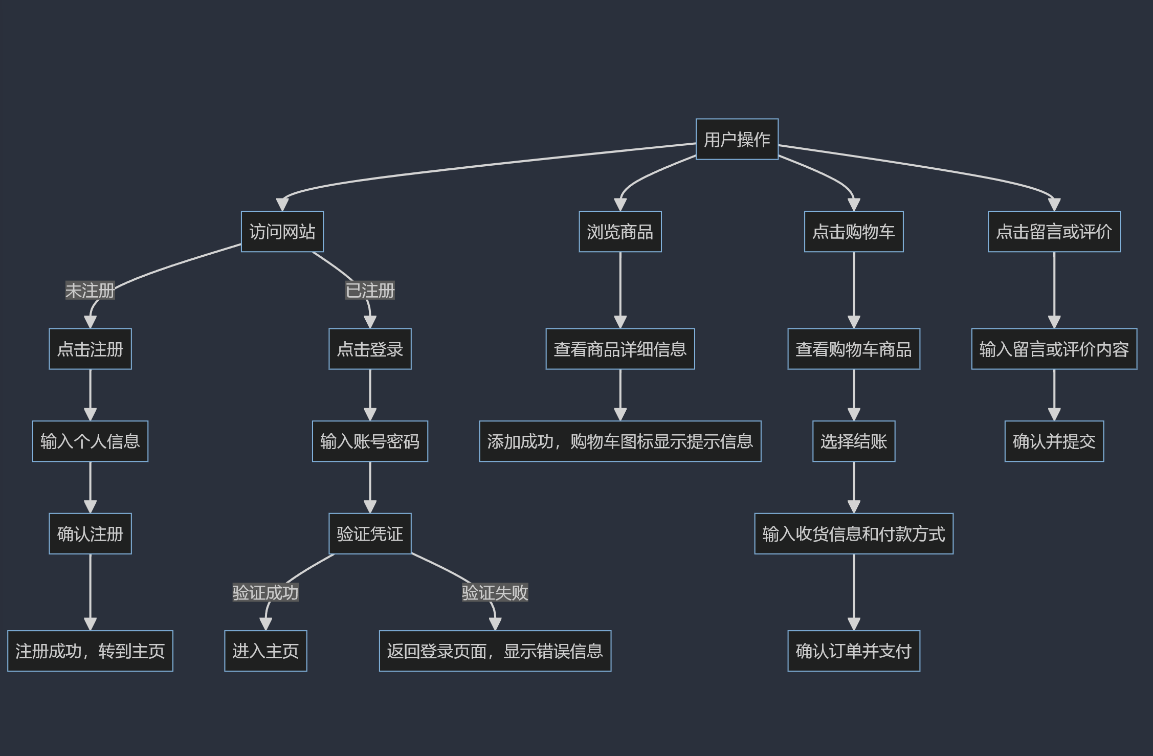 用户操作
访问网站
浏览商品
点击购物车
点击留言或评价
未注册
已注册
点击注册
点击登录
查看商品详细信息
查看购物车商品
输入留言或评价内容
输入个人信息
输入账号密码
添加成功，购物车图标显示提示信息
选择结账
确认并提交
确认注册
验证凭证
输入收货信息和付款方式
验证成功
验证失败
注册成功，转到主页
进入主页
返回登录页面，显示错误信息
确认订单并支付